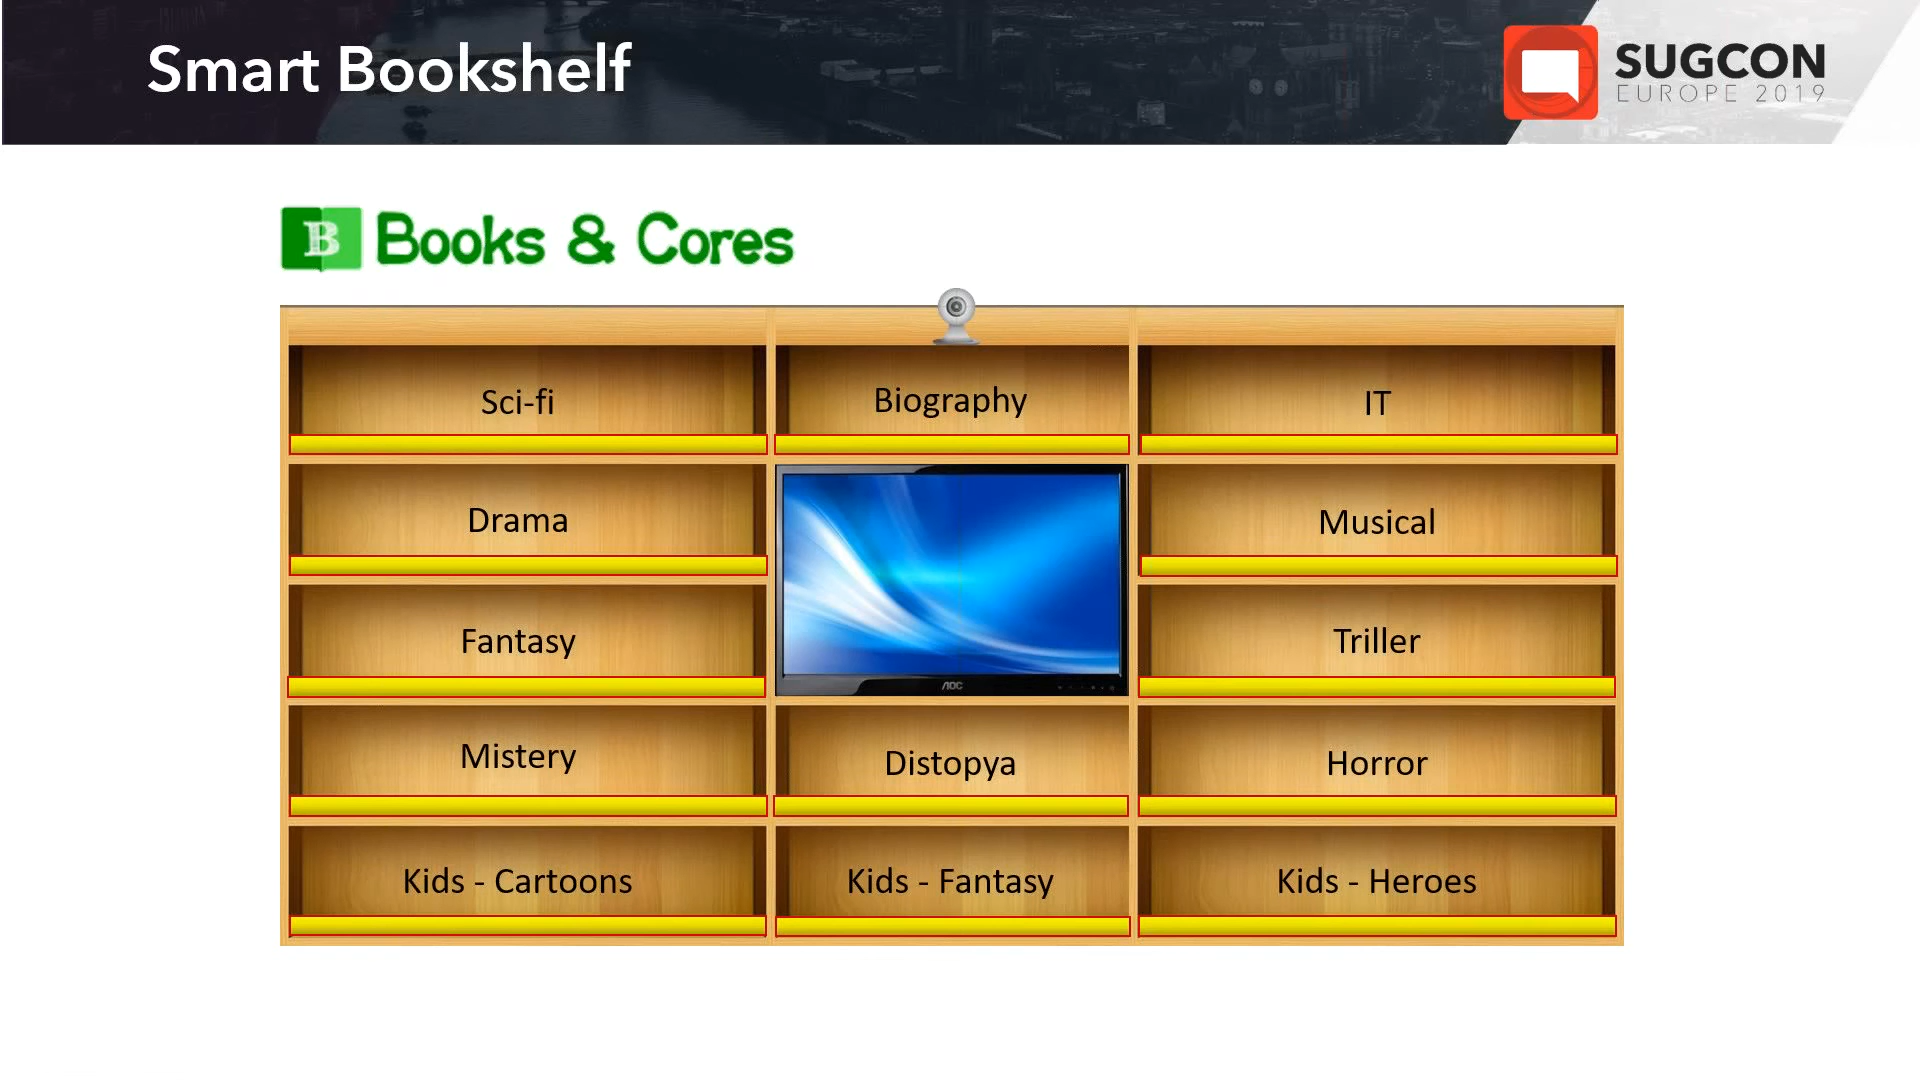 Smart Bookshelf
SUGCON
EUROPE 2019
B Books & Cores
Sci-fi
Biography
IT
Drama
Musical
Fantasy
Triller
AOC
Mistery
Distopya
Horror
Kids - Cartoons
Kids - Fantasy
Kids - Heroes